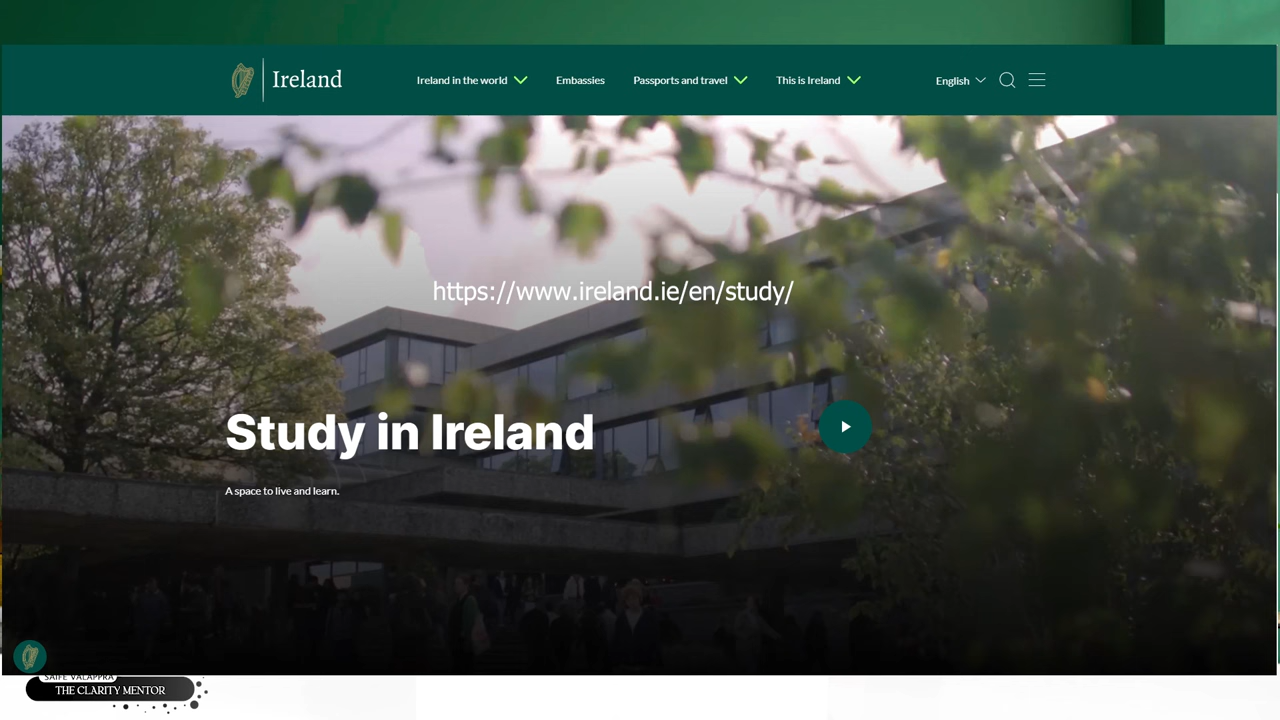 Ireland
Ireland in the world
Embassies
Passports and travel
This is Ireland
English
https://www.ireland.ie/en/study/
Study in Ireland
A space to live and learn.
SAIFE VALAPPRA
THE CLARITY MENTOR